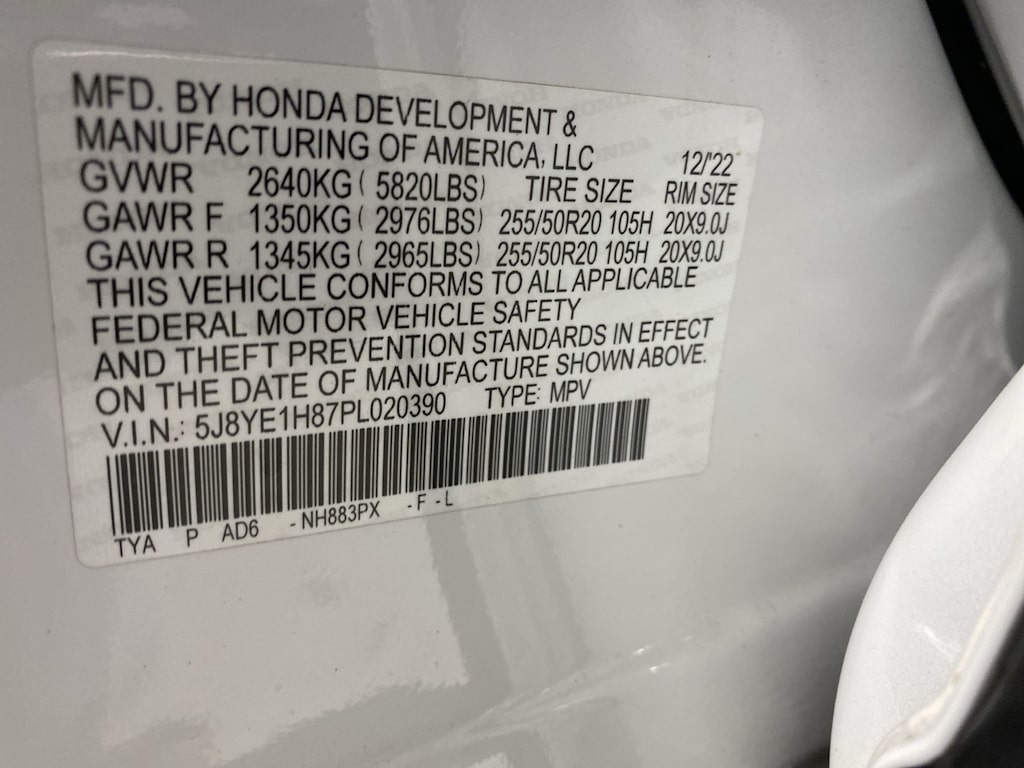 MFD. BY HONDA DEVELOPMENT &
MANUFACTURING OF AMERICA, LLC 12/'22
GVWR 2640KG ( 5820LBS) TIRE SIZE RIM SIZE
GAWR F 1350KG ( 2976LBS) 255/50R20 105H 20X9.0J
GAWR R 1345KG ( 2965LBS) 255/50R20 105H 20X9.0J
THIS VEHICLE CONFORMS TO ALL APPLICABLE
FEDERAL MOTOR VEHICLE SAFETY
AND THEFT PREVENTION STANDARDS IN EFFECT
ON THE DATE OF MANUFACTURE SHOWN ABOVE.
V.I.N.: 5J8YE1H87PL020390 TYPE: MPV
TYA P AD6 -NH883PX -F -L